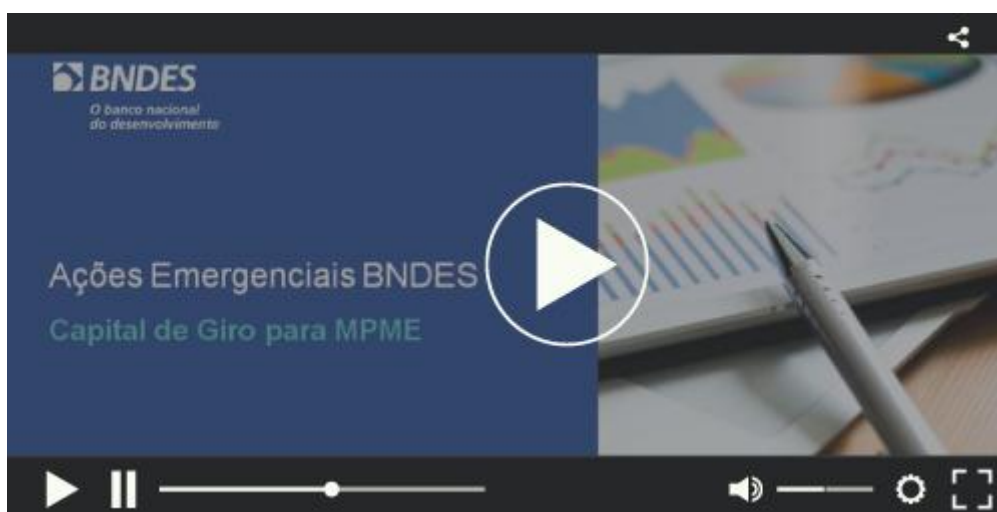 BNDES
O banco nacional
do desenvolvimento
Ações Emergenciais BNDES
Capital de Giro para MPME